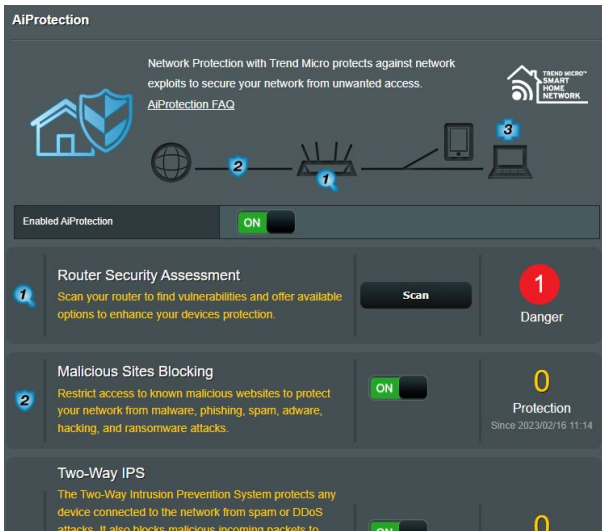 AiProtection
Network Protection with Trend Micro protects against network
exploits to secure your network from unwanted access.
AiProtection FAQ
TREND MICRO™
SMART
HOME
NETWORK
3
2
1
Enabled AiProtection
ON
1
Router Security Assessment
Scan your router to find vulnerabilities and offer available
options to enhance your devices protection.
Scan
1
Danger
2
Malicious Sites Blocking
Restrict access to known malicious websites to protect
your network from malware, phishing, spam, adware,
hacking, and ransomware attacks.
ON
0
Protection
Since 2023/02/16 11:14
Two-Way IPS
The Two-Way Intrusion Prevention System protects any
device connected to the network from spam or DDoS
attacks. It also blocks malicious incoming packets to
ON
0